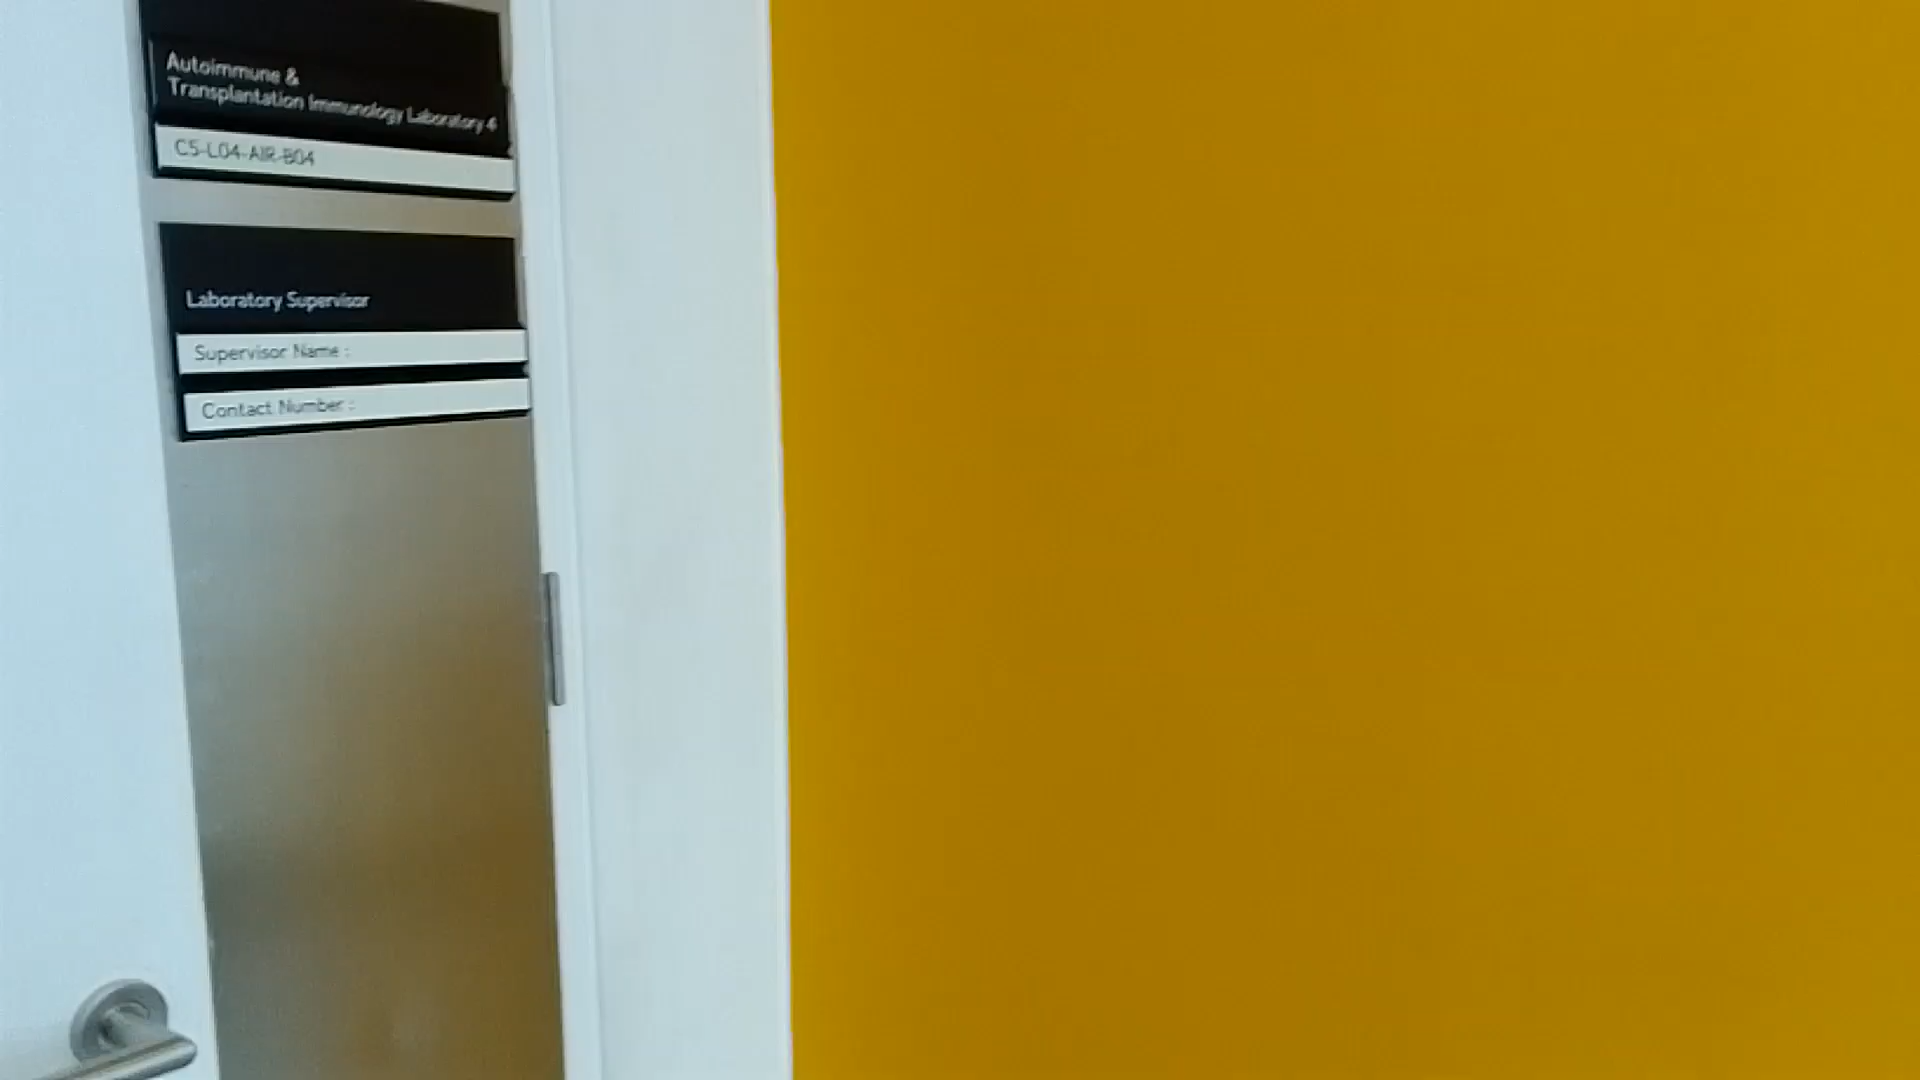 Autoimmune &
Transplantation Immunology Laboratory 4
C5-L04-AIR-B04
Laboratory Supervisor
Supervisor Name :
Contact Number :